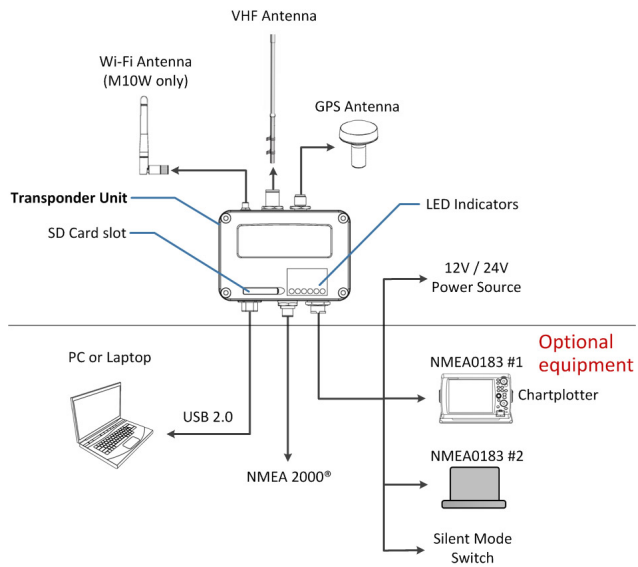 VHF Antenna
Wi-Fi Antenna
(M10W only)
GPS Antenna
Transponder Unit
LED Indicators
SD Card slot
12V / 24V
Power Source
Optional
equipment
PC or Laptop
NMEA0183 #1
Chartplotter
USB 2.0
NMEA0183 #2
NMEA 2000®
Silent Mode
Switch